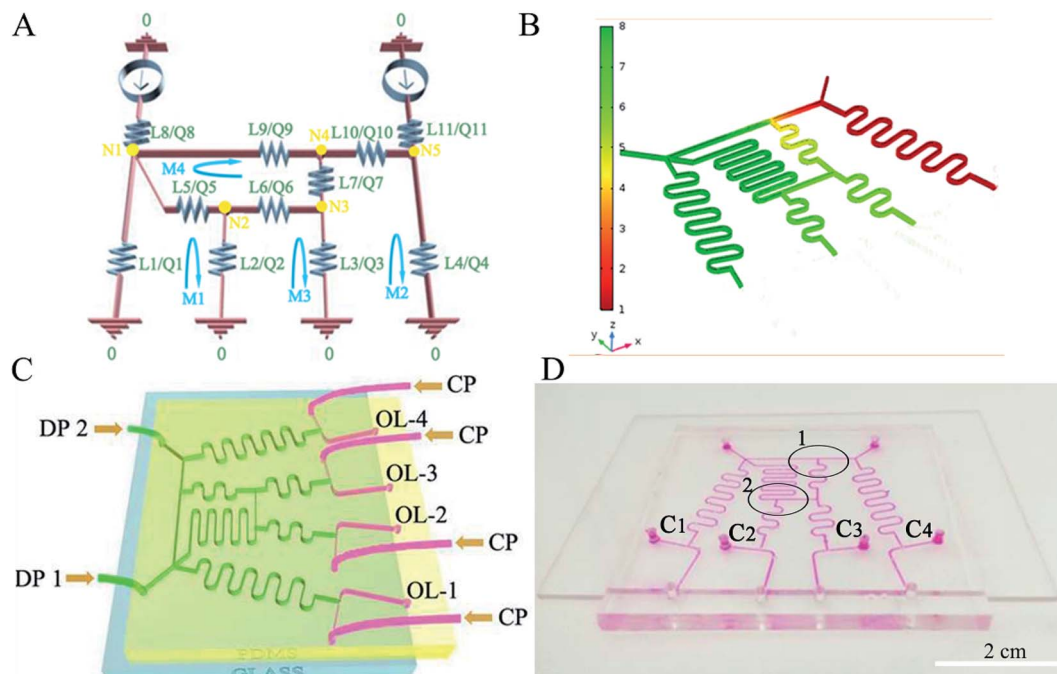 A
0
0
L8/Q8
L9/Q9
L10/Q10
L11/Q11
N1
N4
N5
M4
L5/Q5
L6/Q6
L7/Q7
N2
N3
L1/Q1
L2/Q2
L3/Q3
L4/Q4
M1
M3
M2
0
0
0
0
B
8
7
6
5
4
3
2
1
z
y
x
C
CP
DP 2
OL-4
CP
OL-3
OL-2
CP
DP 1
OL-1
CP
PDMS
GLASS
D
1
2
C1
C2
C3
C4
2 cm